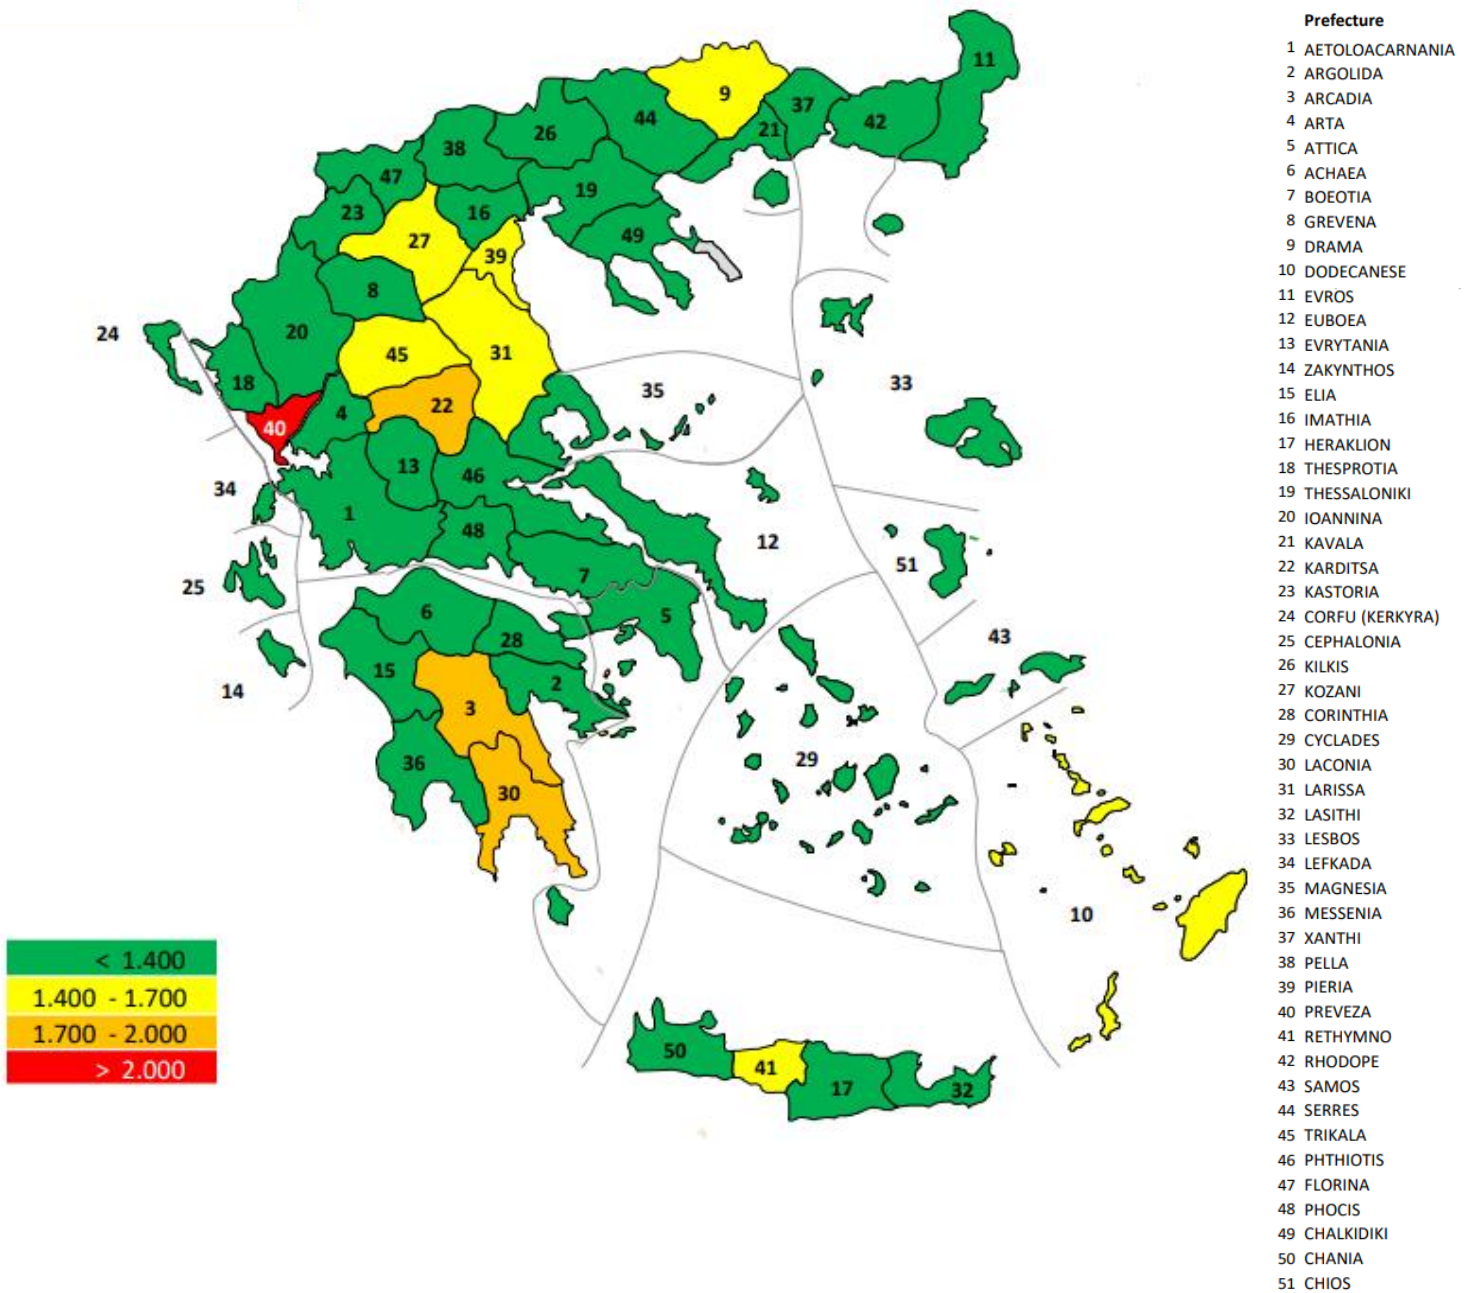 Prefecture
1 AETOLOACARNANIA
2 ARGOLIDA
3 ARCADIA
4 ARTA
5 ATTICA
6 ACHAEA
7 BOEOTIA
8 GREVENA
9 DRAMA
10 DODECANESE
11 EVROS
12 EUBOEA
13 EVRYTANIA
14 ZAKYNTHOS
15 ELIA
16 IMATHIA
17 HERAKLION
18 THESPROTIA
19 THESSALONIKI
20 IOANNINA
21 KAVALA
22 KARDITSA
23 KASTORIA
24 CORFU (KERKYRA)
25 CEPHALONIA
26 KILKIS
27 KOZANI
28 CORINTHIA
29 CYCLADES
30 LACONIA
31 LARISSA
32 LASITHI
33 LESBOS
34 LEFKADA
35 MAGNESIA
36 MESSENIA
37 XANTHI
38 PELLA
39 PIERIA
40 PREVEZA
41 RETHYMNO
42 RHODOPE
43 SAMOS
44 SERRES
45 TRIKALA
46 PHTHIOTIS
47 FLORINA
48 PHOCIS
49 CHALKIDIKI
50 CHANIA
51 CHIOS
11
9
37
44
42
21
26
38
47
19
16
23
49
27
39
8
20
24
45
31
18
33
35
22
4
40
13
46
34
1
48
12
51
7
25
6
5
28
43
15
2
14
3
29
36
30
10
50
41
17
32
< 1.400
1.400 - 1.700
1.700 - 2.000
> 2.000